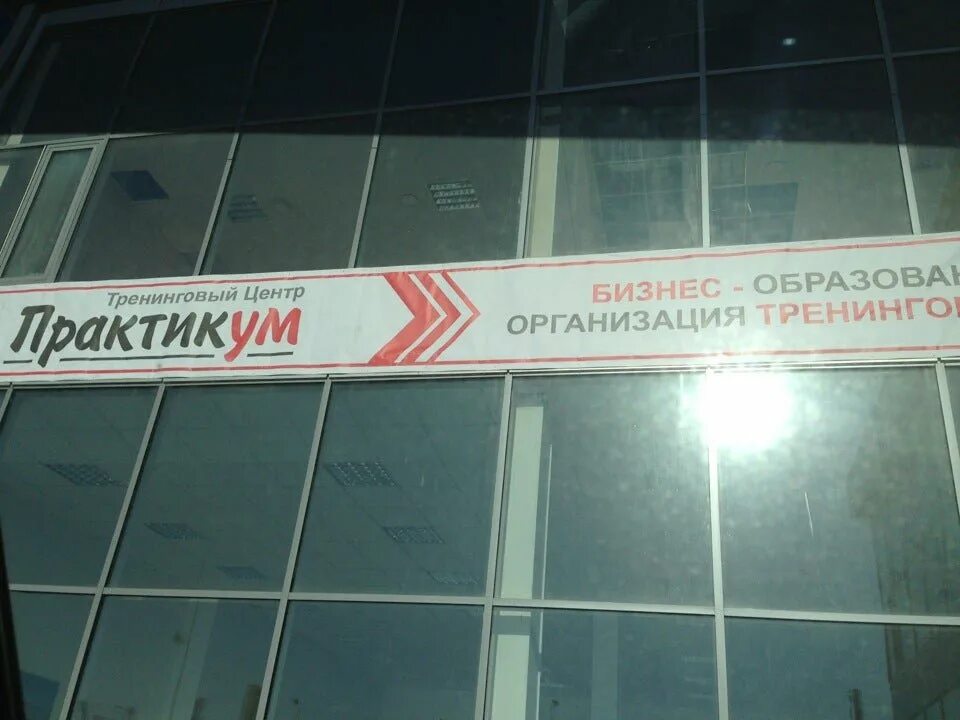 Тренинговый Центр
Практикум
БИЗНЕС - ОБРАЗОВАН
ОРГАНИЗАЦИЯ ТРЕНИНГО